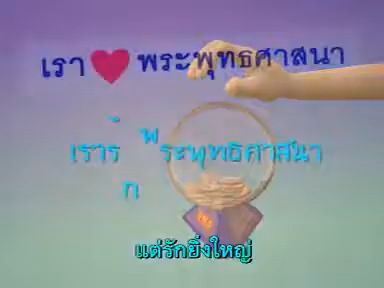 เรา ❤ พระพุทธศาสนา
เรารัก พระพุทธศาสนา
แต่รักยิ่งใหญ่